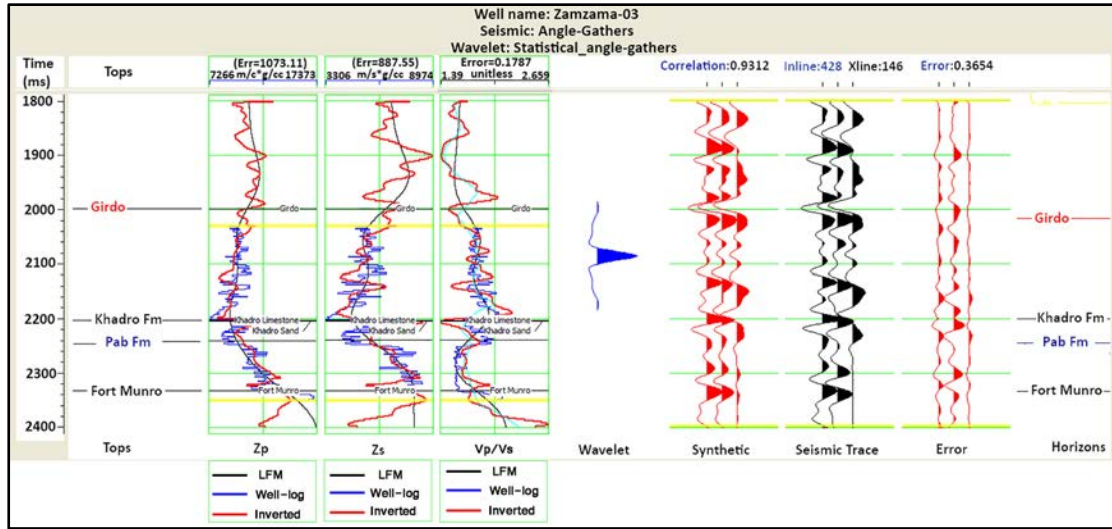 Well name: Zamzama-03
Seismic: Angle-Gathers
Wavelet: Statistical_angle-gathers
Time (ms)
Tops
(Err=1073.11)
7266 m/c*g/cc 17373
(Err=887.55)
3306 m/s*g/cc 8974
Error=0.1787
1.39 unitless 2.659
Correlation:0.9312 Inline:428 Xline:146 Error:0.3654
1800
1900
2000
2100
2200
2300
2400
Girdo
Khadro Fm
Pab Fm
Fort Munro
Girdo Girdo Girdo
Khadro Limestone Khadro Limestone Khadro Limestone
Khadro Sand Khadro Sand Khadro Sand
Fort Munro Fort Munro Fort Munro
Girdo
Khadro Fm
Pab Fm
Fort Munro
Tops Zp Zs Vp/Vs Wavelet Synthetic Seismic Trace Error Horizons
LFM LFM LFM
Well-log Well-log Well-log
Inverted Inverted Inverted